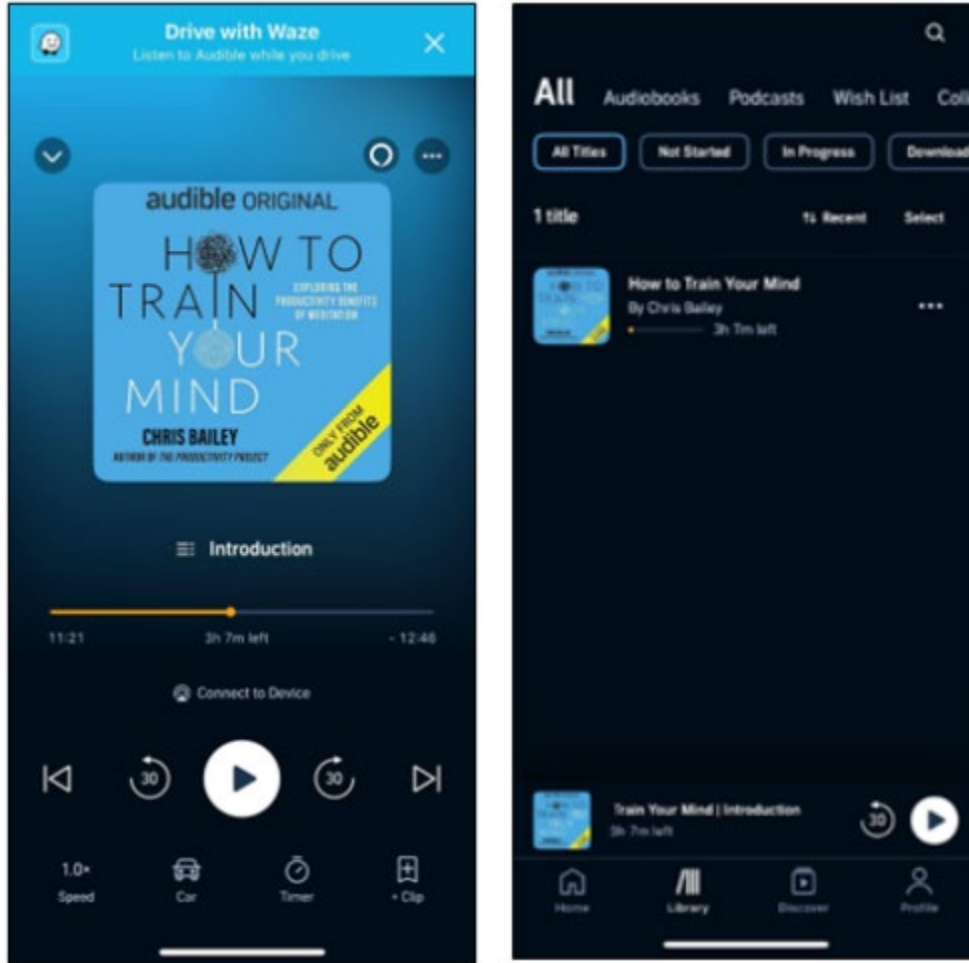 Drive with Waze
Listen to Audible while you drive
audible ORIGINAL
HOW TO
TRAIN
EXPLORING THE
PRODUCTIVITY BENEFITS
OF MEDITATION
YOUR
MIND
CHRIS BAILEY
AUTHOR OF THE PRODUCTIVITY PROJECT
ONLY FROM
audible
Introduction
11:21 3h 7m left - 12:46
Connect to Device
30 30
1.0× 
Speed Car Timer + Clip
All Audiobooks Podcasts Wish List Coll
All Titles Not Started In Progress Download
1 title Recent Select
How to Train Your Mind
By Chris Bailey
3h 7m left
Train Your Mind | Introduction
3h 7m left
30
Home Library Discover Profile